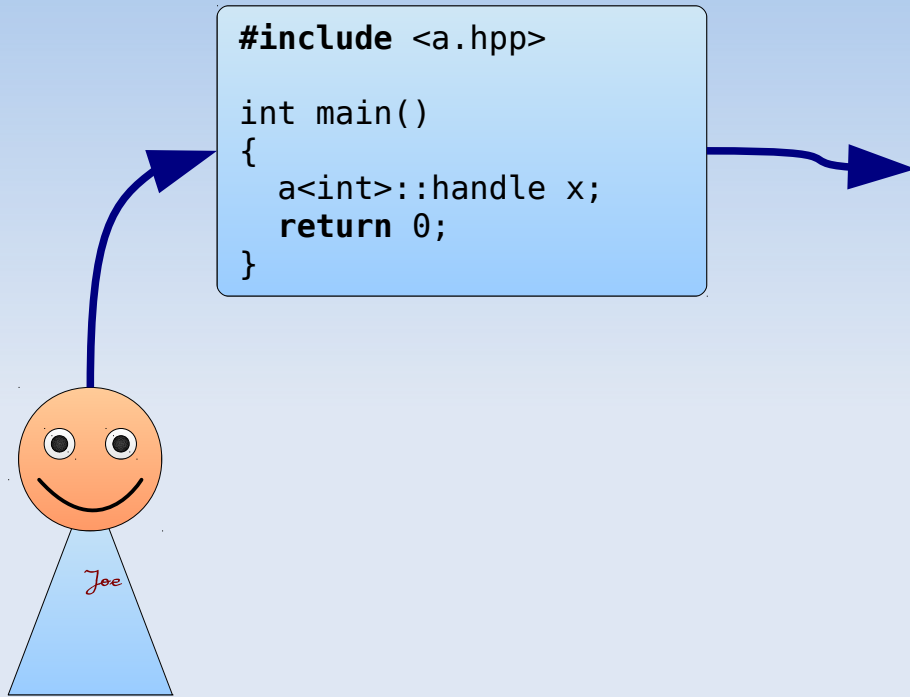 #include <a.hpp>

int main()
{
  a<int>::handle x;
  return 0;
}
Joe